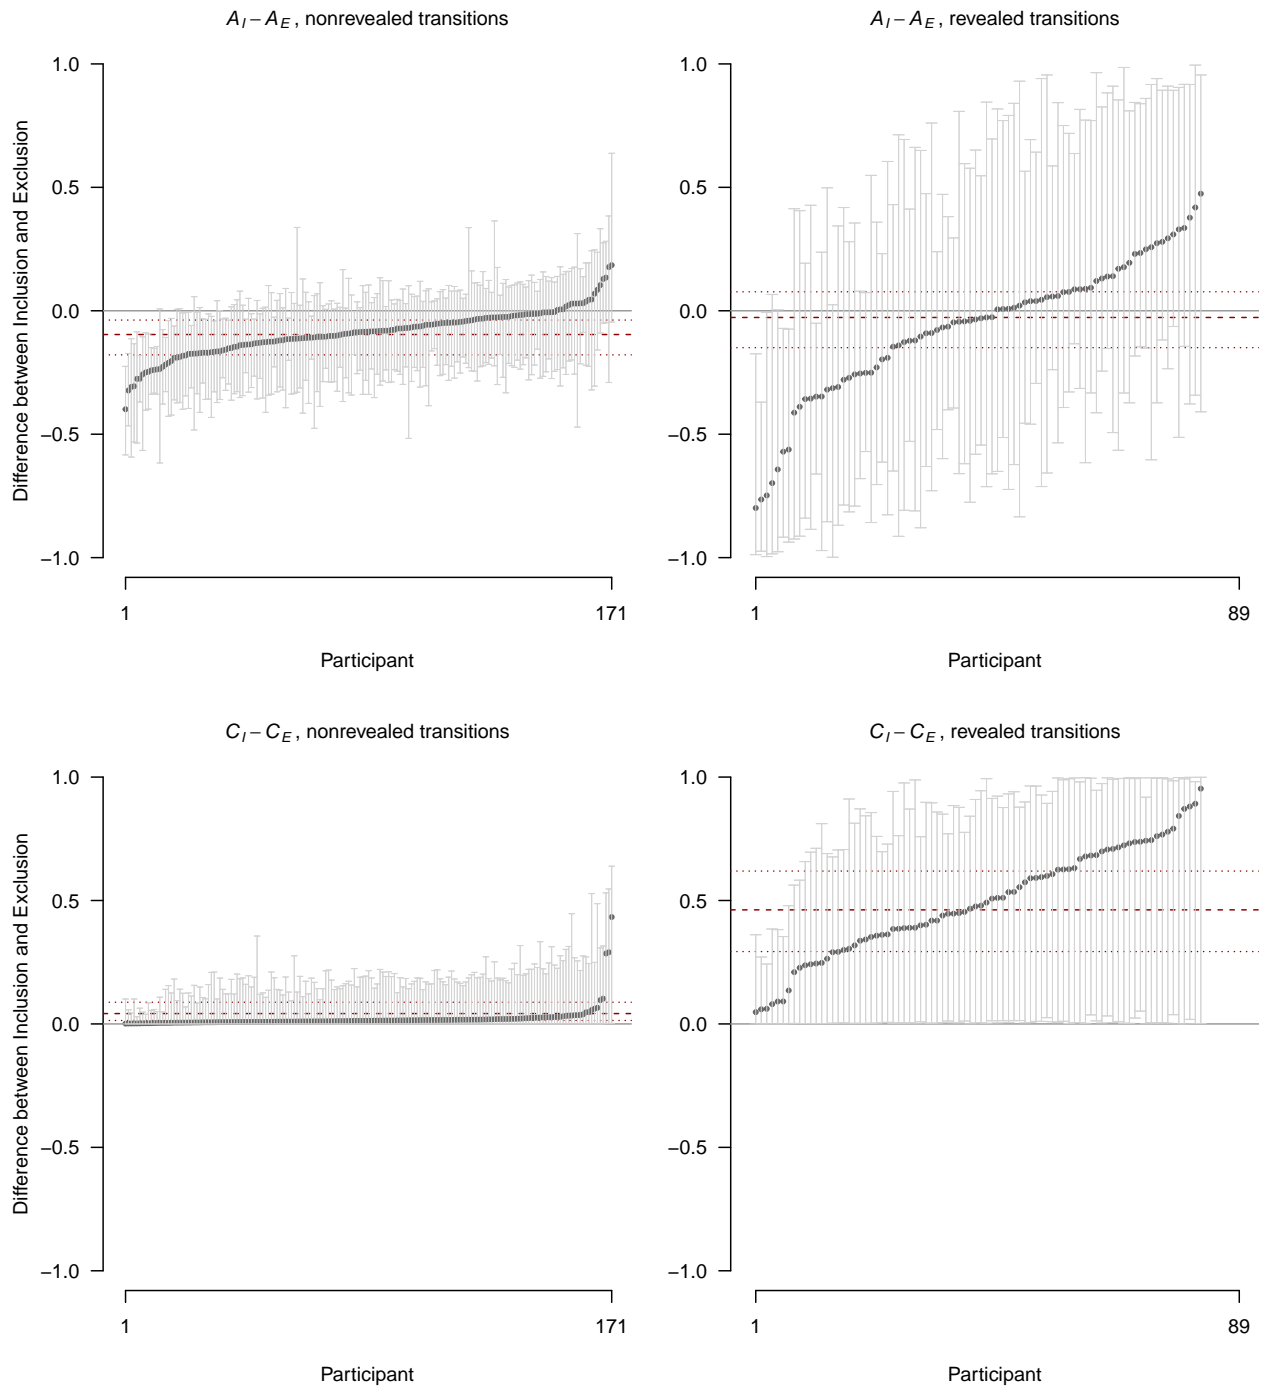 A_I − A_E , nonrevealed transitions
Difference between Inclusion and Exclusion
1.0
0.5
0.0
−0.5
−1.0
1 171
Participant
A_I − A_E , revealed transitions
1.0
0.5
0.0
−0.5
−1.0
1 89
Participant
C_I − C_E , nonrevealed transitions
Difference between Inclusion and Exclusion
1.0
0.5
0.0
−0.5
−1.0
1 171
Participant
C_I − C_E , revealed transitions
1.0
0.5
0.0
−0.5
−1.0
1 89
Participant